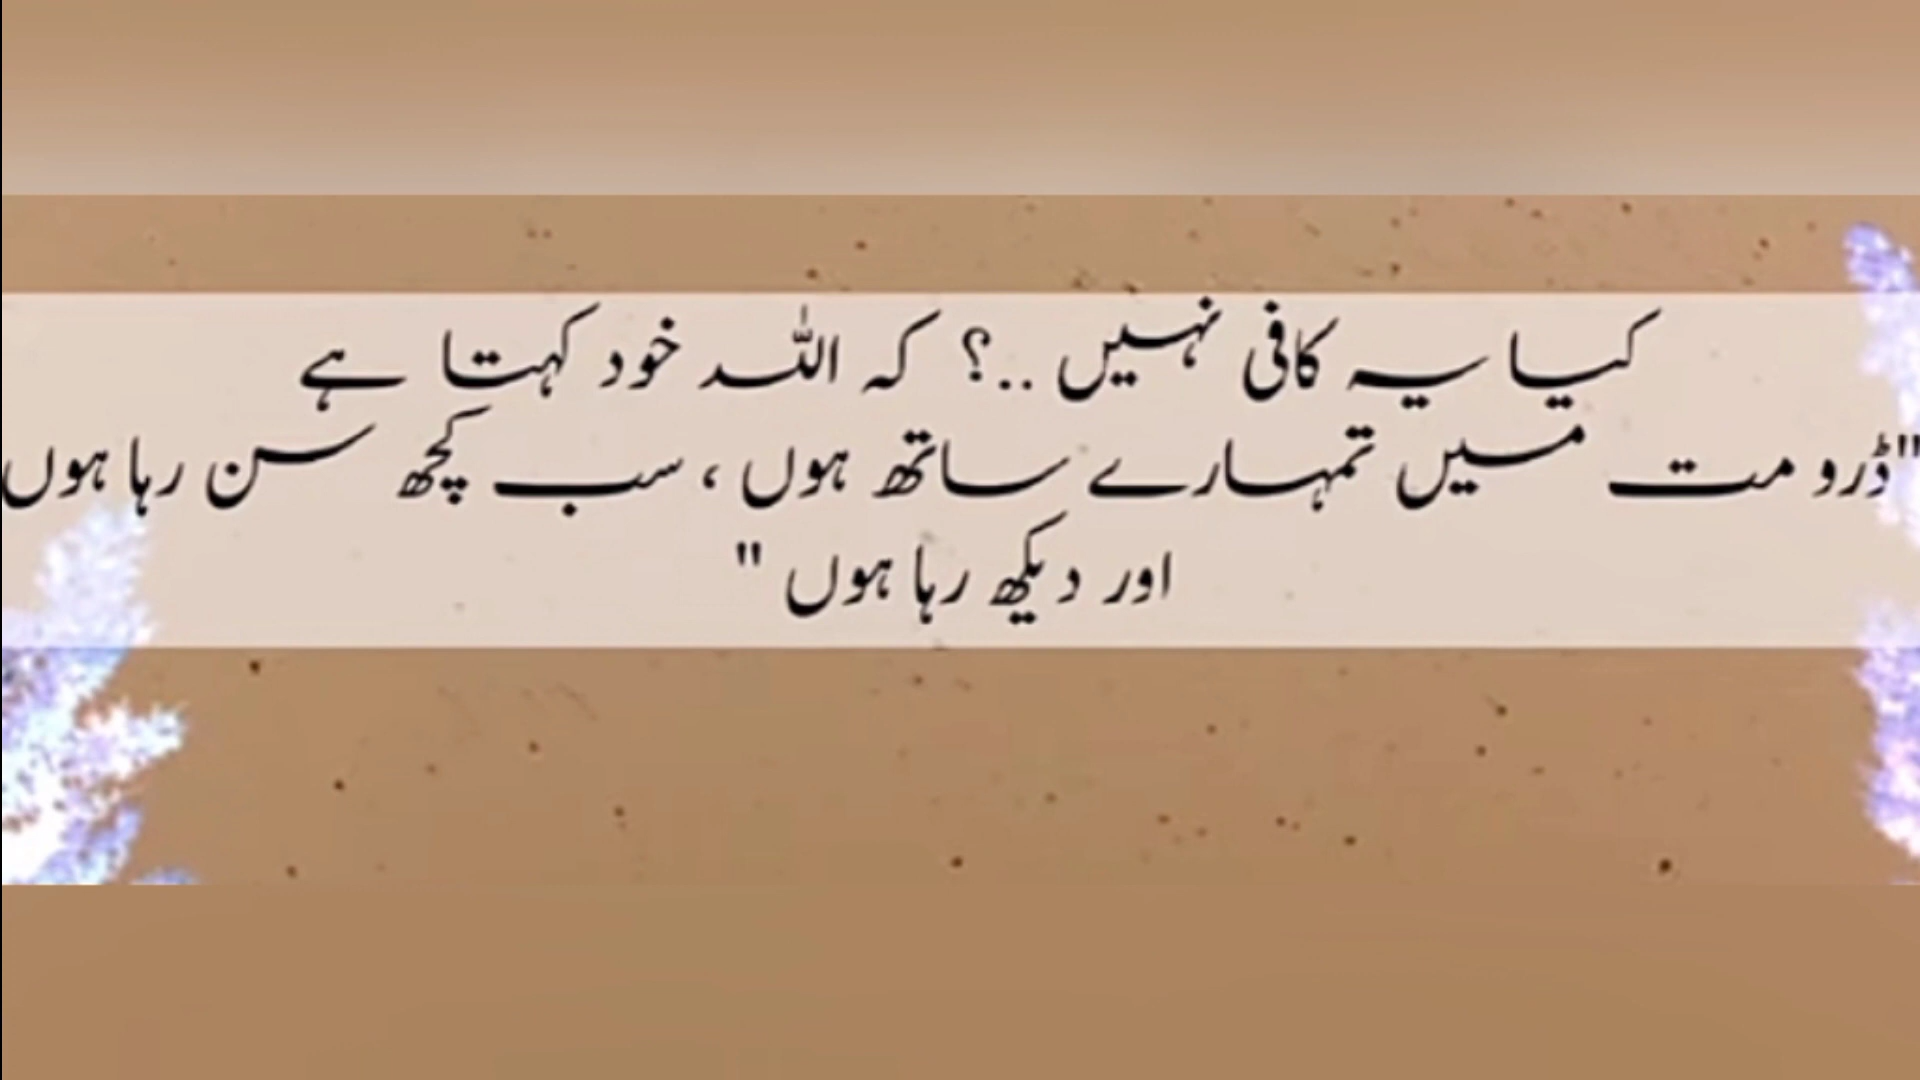 کیا یہ کافی نہیں ..؟ کہ اللہ خود کہتا ہے
"ڈرو مت میں تمہارے ساتھ ہوں ، سب کچھ سن رہا ہوں
اور دیکھ رہا ہوں "